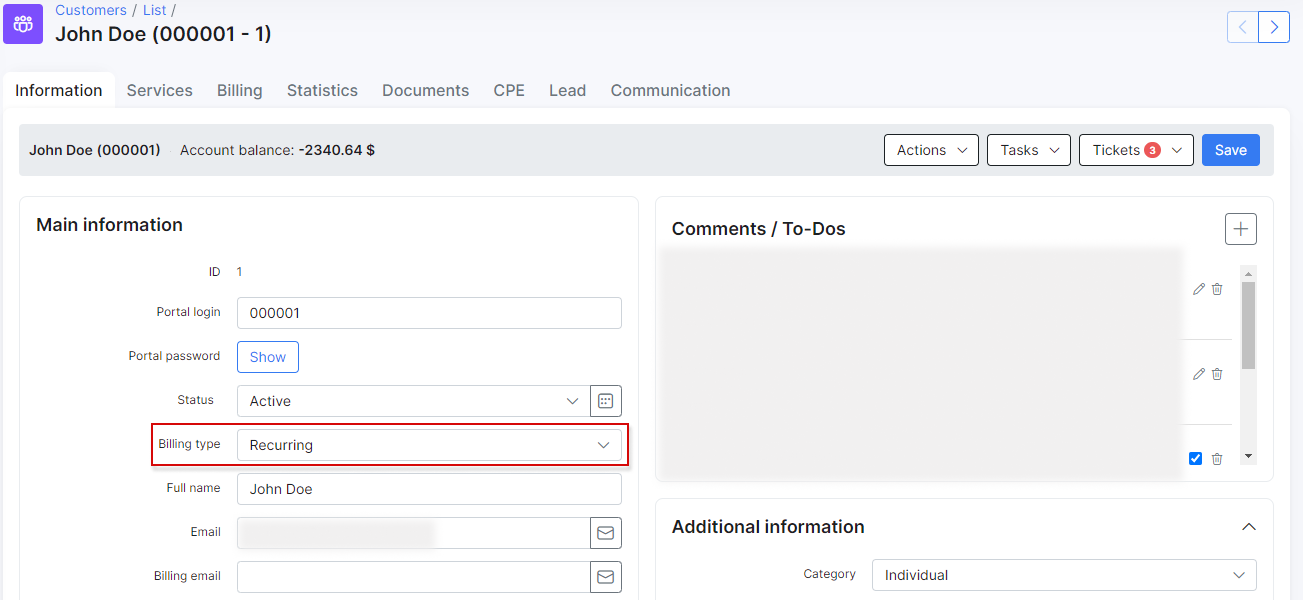 Customers / List /
John Doe (000001 - 1)
Information Services Billing Statistics Documents CPE Lead Communication
John Doe (000001) · Account balance: -2340.64 $
Actions Tasks Tickets 3 Save
Main information
ID 1
Portal login 000001
Portal password Show
Status Active
Billing type Recurring
Full name John Doe
Email
Billing email
Comments / To-Dos
Additional information
Category Individual